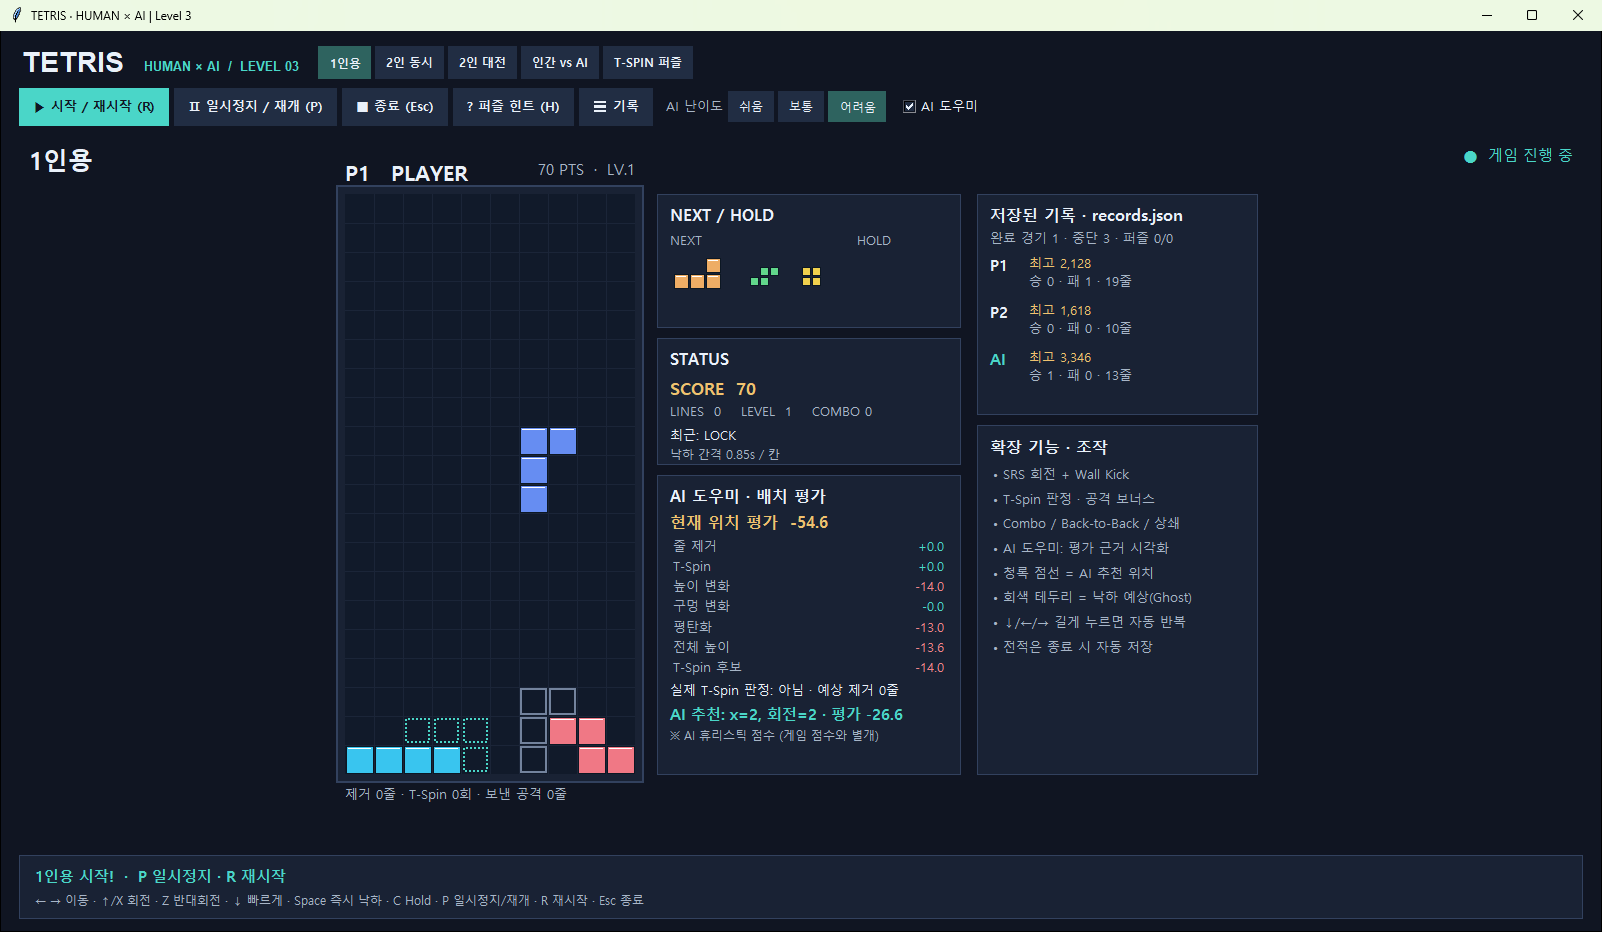 TETRIS · HUMAN × AI | Level 3
TETRIS HUMAN × AI / LEVEL 03 1인용 2인 동시 2인 대전 인간 vs AI T-SPIN 퍼즐
▶ 시작 / 재시작 (R) Ⅱ 일시정지 / 재개 (P) ■ 종료 (Esc) ? 퍼즐 힌트 (H) ☰ 기록 AI 난이도 쉬움 보통 어려움 AI 도우미
1인용
● 게임 진행 중
P1 PLAYER 70 PTS · LV.1
NEXT / HOLD
NEXT HOLD
STATUS
SCORE 70
LINES 0 LEVEL 1 COMBO 0
최근: LOCK
낙하 간격 0.85s / 칸
AI 도우미 · 배치 평가
현재 위치 평가 -54.6
줄 제거 +0.0
T-Spin +0.0
높이 변화 -14.0
구멍 변화 -0.0
평탄화 -13.0
전체 높이 -13.6
T-Spin 후보 -14.0
실제 T-Spin 판정: 아님 · 예상 제거 0줄
AI 추천: x=2, 회전=2 · 평가 -26.6
※ AI 휴리스틱 점수 (게임 점수와 별개)
저장된 기록 · records.json
완료 경기 1 · 중단 3 · 퍼즐 0/0
P1 최고 2,128
승 0 · 패 1 · 19줄
P2 최고 1,618
승 0 · 패 0 · 10줄
AI 최고 3,346
승 1 · 패 0 · 13줄
확장 기능 · 조작
• SRS 회전 + Wall Kick
• T-Spin 판정 · 공격 보너스
• Combo / Back-to-Back / 상쇄
• AI 도우미: 평가 근거 시각화
• 청록 점선 = AI 추천 위치
• 회색 테두리 = 낙하 예상(Ghost)
• ↓/←/→ 길게 누르면 자동 반복
• 전적은 종료 시 자동 저장
제거 0줄 · T-Spin 0회 · 보낸 공격 0줄
1인용 시작! · P 일시정지 · R 재시작
← → 이동 · ↑/X 회전 · Z 반대회전 · ↓ 빠르게 · Space 즉시 낙하 · C Hold · P 일시정지/재개 · R 재시작 · Esc 종료